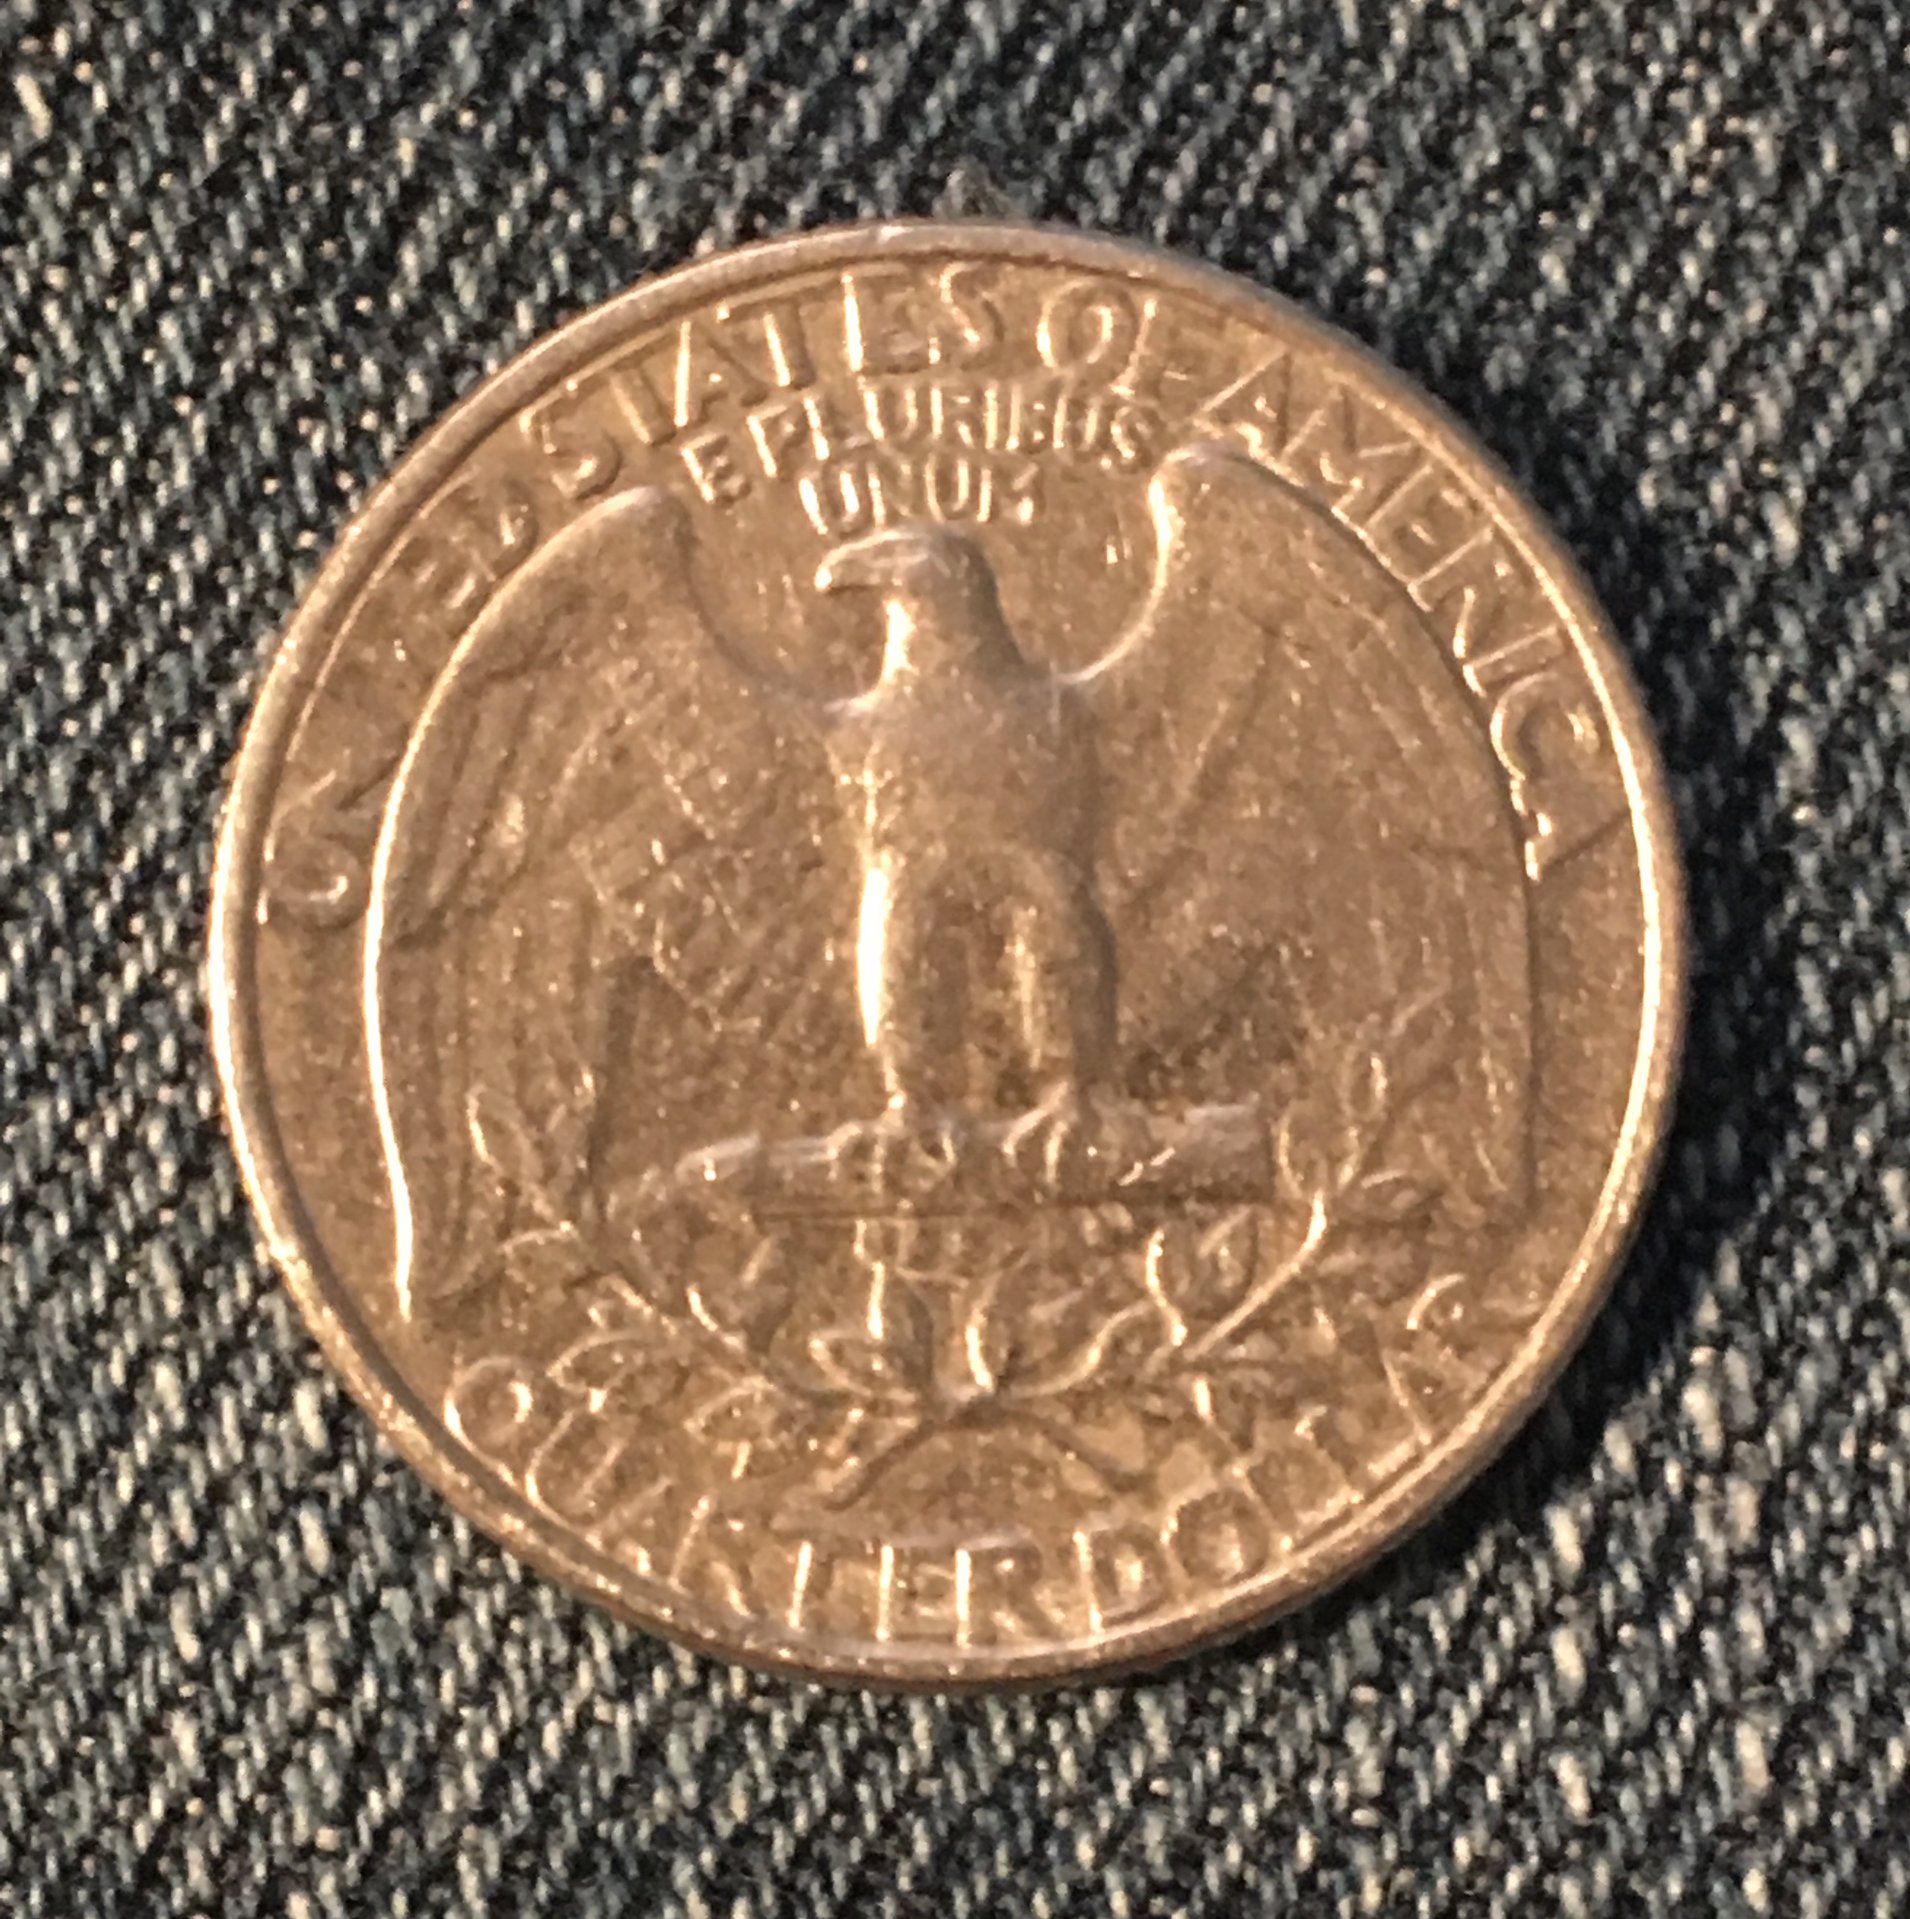 UNITED STATES OF AMERICA
E PLURIBUS
UNUM
QUARTER DOLLAR